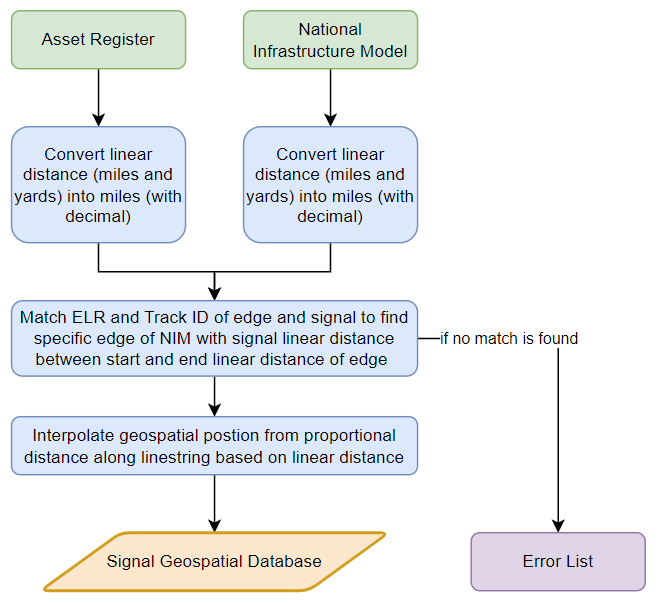 Asset Register
National
Infrastructure Model
Convert linear
distance (miles and
yards) into miles (with
decimal)
Convert linear
distance (miles and
yards) into miles (with
decimal)
Match ELR and Track ID of edge and signal to find
specific edge of NIM with signal linear distance
between start and end linear distance of edge
if no match is found
Interpolate geospatial postion from proportional
distance along linestring based on linear distance
Signal Geospatial Database
Error List